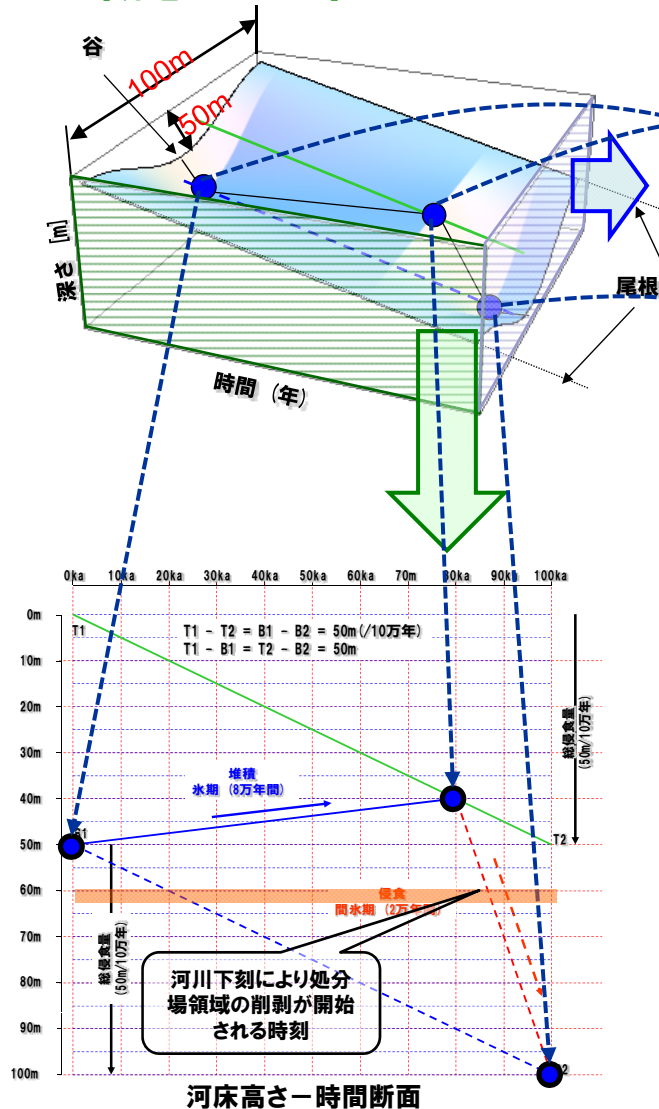 谷
100m
50m
深さ [m]
時間 (年)
尾根
0ka 10ka 20ka 30ka 40ka 50ka 60ka 70m 80ka 90ka 100ka
0m
10m
20m
30m
40m
50m
60m
70m
80m
90m
100m
T1
T1 - T2 = B1 - B2 = 50m(/10万年)
T1 - B1 = T2 - B2 = 50m
総侵食量
(50m/10万年)
堆積
氷期 (8万年間)
T2
侵食
間氷期 (2万年間)
総侵食量
(50m/10万年)
河川下刻により処分
場領域の削剥が開始
される時刻
河床高さー時間断面